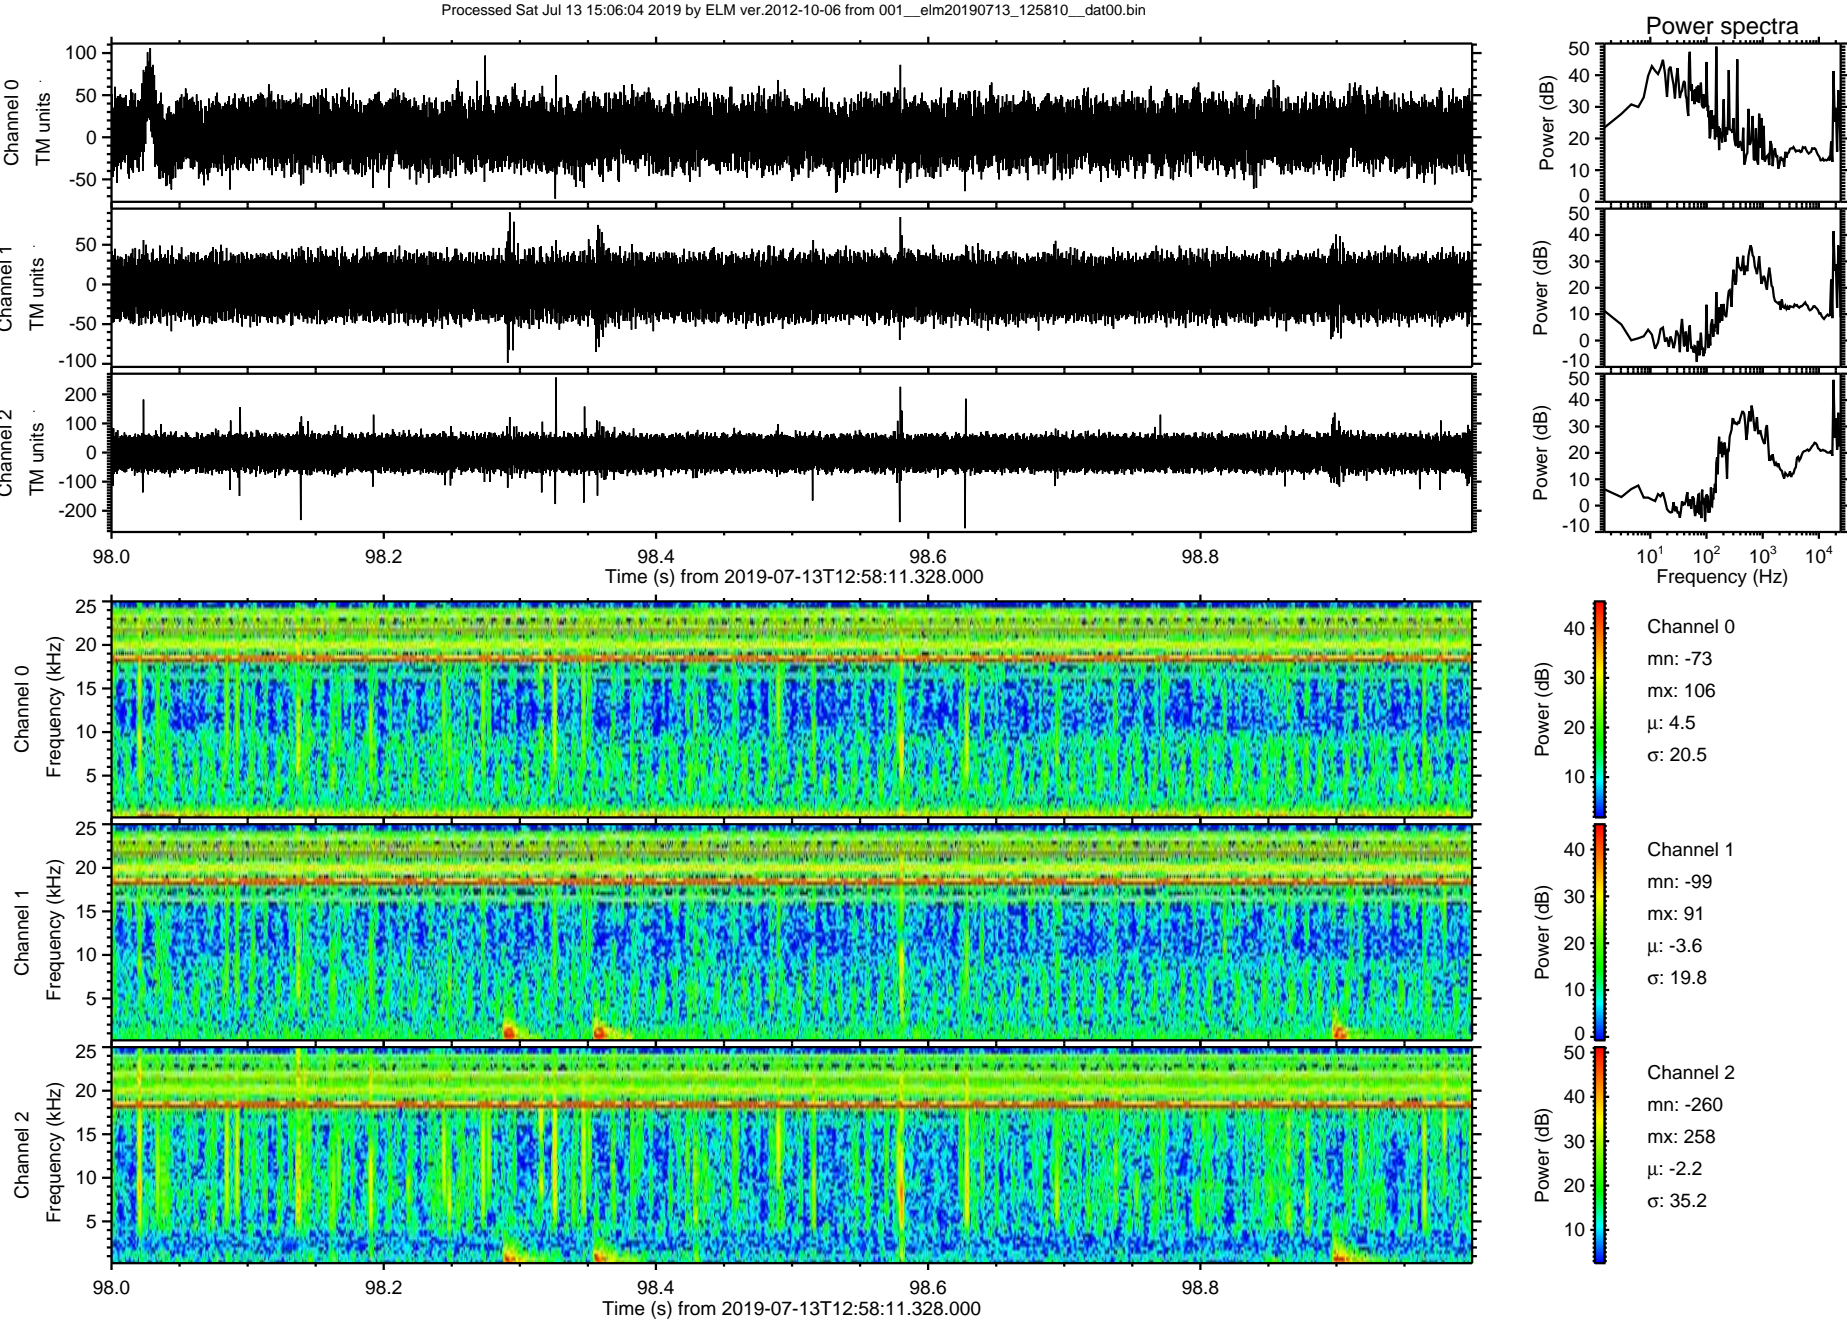 Processed Sat Jul 13 15:06:04 2019 by ELM ver.2012-10-06 from 001__elm20190713_125810__dat00.bin
Power spectra
Channel 0
TM units
100
50
0
-50
Power (dB)
50
40
30
20
10
0
Channel 1
TM units
50
0
-50
-100
Power (dB)
50
40
30
20
10
0
-10
Channel 2
TM units
200
100
0
-100
-200
Power (dB)
50
40
30
20
10
0
-10
98.0 98.2 98.4 98.6 98.8
Time (s) from 2019-07-13T12:58:11.328.000
10¹ 10² 10³ 10⁴
Frequency (Hz)
Channel 0
Frequency (kHz)
25
20
15
10
5
Power (dB)
40
30
20
10
Channel 0
mn: -73
mx: 106
μ: 4.5
σ: 20.5
Channel 1
Frequency (kHz)
25
20
15
10
5
Power (dB)
40
30
20
10
0
Channel 1
mn: -99
mx: 91
μ: -3.6
σ: 19.8
Channel 2
Frequency (kHz)
25
20
15
10
5
Power (dB)
50
40
30
20
10
Channel 2
mn: -260
mx: 258
μ: -2.2
σ: 35.2
98.0 98.2 98.4 98.6 98.8
Time (s) from 2019-07-13T12:58:11.328.000